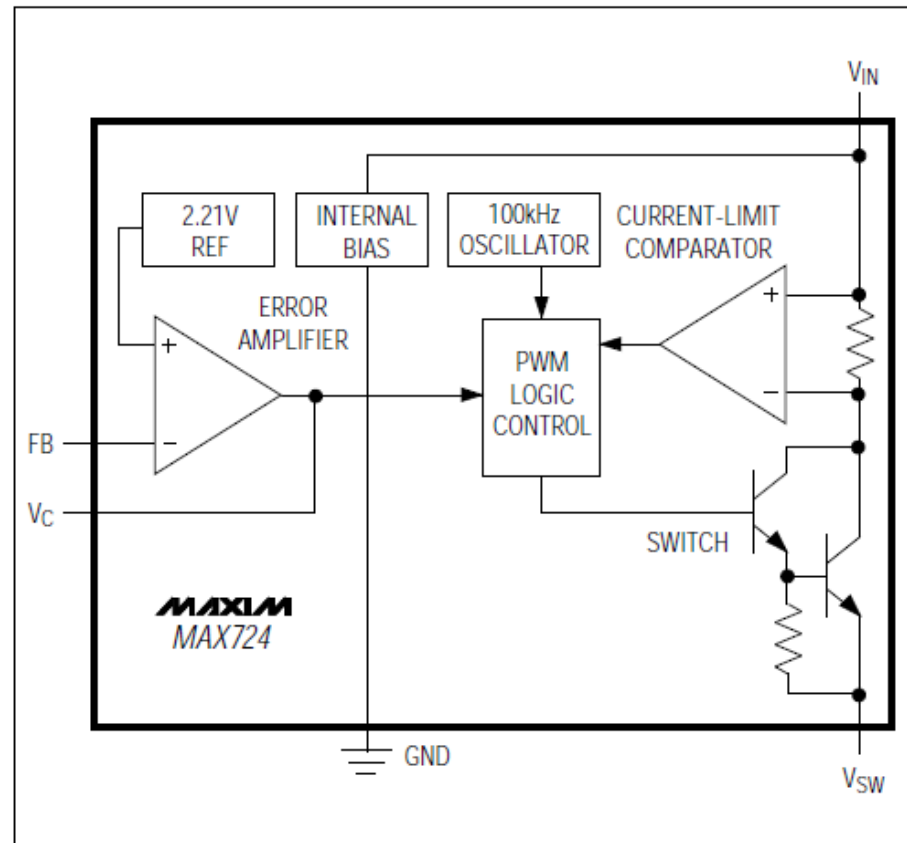 VIN
2.21V
REF
INTERNAL
BIAS
100kHz
OSCILLATOR
CURRENT-LIMIT
COMPARATOR
ERROR
AMPLIFIER
+
−
+
−
PWM
LOGIC
CONTROL
FB
VC
SWITCH
MAXIM
MAX724
GND
VSW